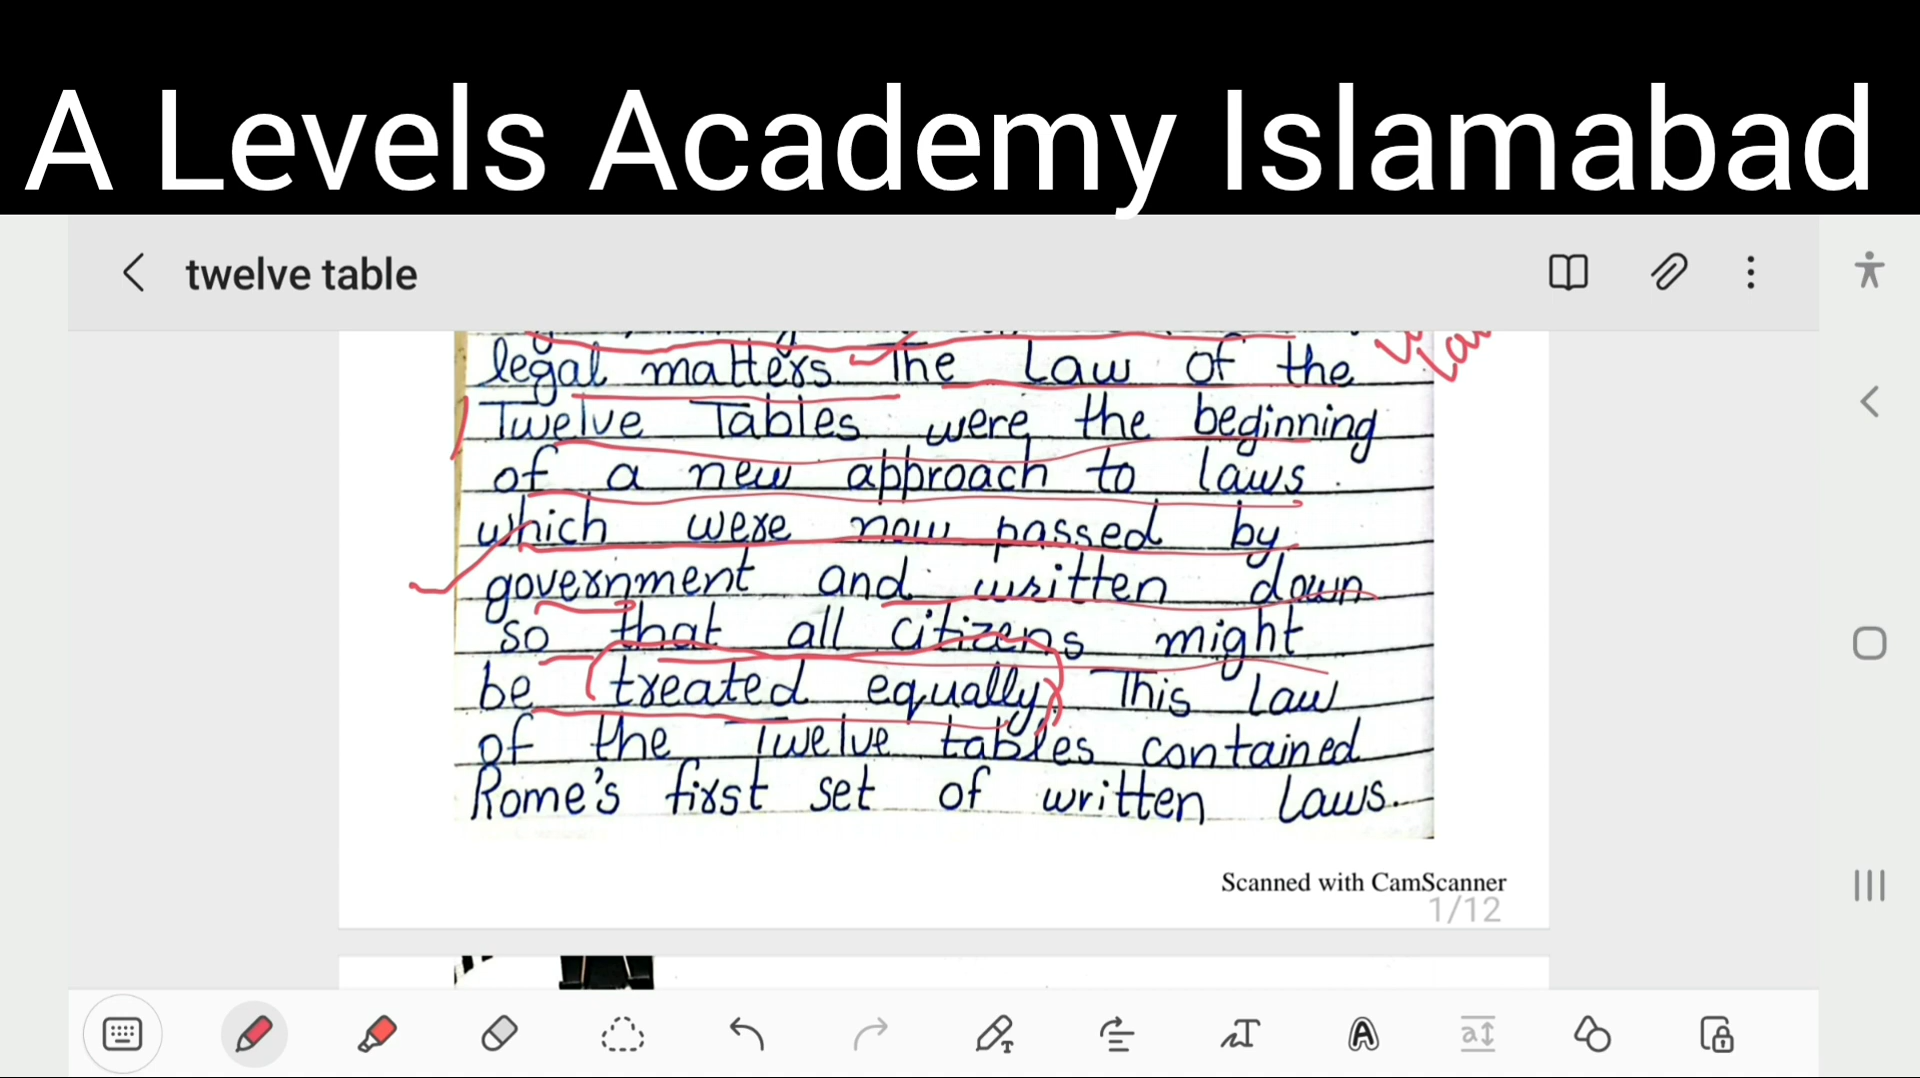 A Levels Academy Islamabad
twelve table
legal matters. The Law of the
Twelve Tables were the beginning
of a new approach to laws.
which were now passed by
government and written down
so that all citizens might
be (treated equally). This law
of the Twelve tables contained
Rome's first set of written laws.
Scanned with CamScanner
1/12